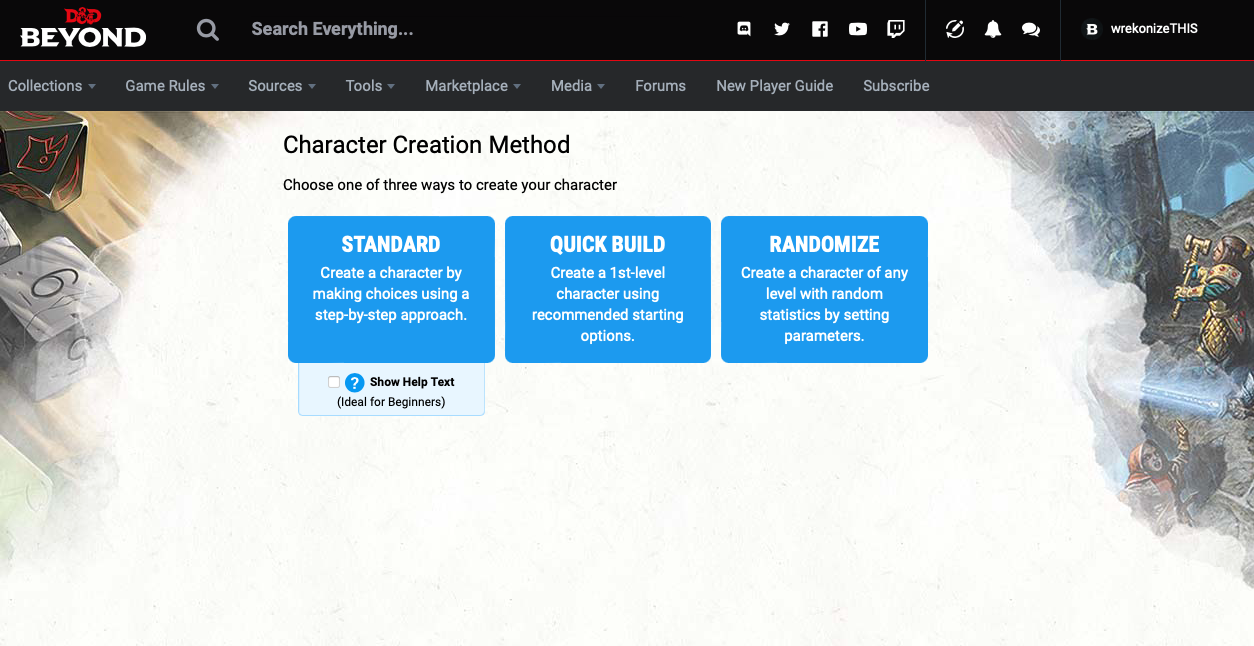 D&D
BEYOND
Search Everything...
B wrekonizeTHIS
Collections Game Rules Sources Tools Marketplace Media Forums New Player Guide Subscribe
Character Creation Method
Choose one of three ways to create your character
STANDARD
Create a character by
making choices using a
step-by-step approach.
? Show Help Text
(Ideal for Beginners)
QUICK BUILD
Create a 1st-level
character using
recommended starting
options.
RANDOMIZE
Create a character of any
level with random
statistics by setting
parameters.